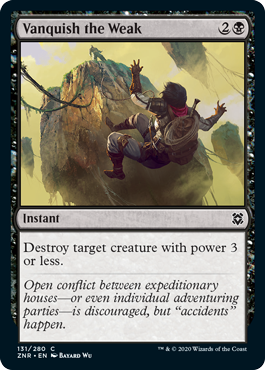 Vanquish the Weak 2
Instant
Destroy target creature with power 3
or less.
Open conflict between expeditionary
houses—or even individual adventuring
parties—is discouraged, but “accidents”
happen.
131/280 C
ZNR • EN Bayard Wu
™ & © 2020 Wizards of the Coast